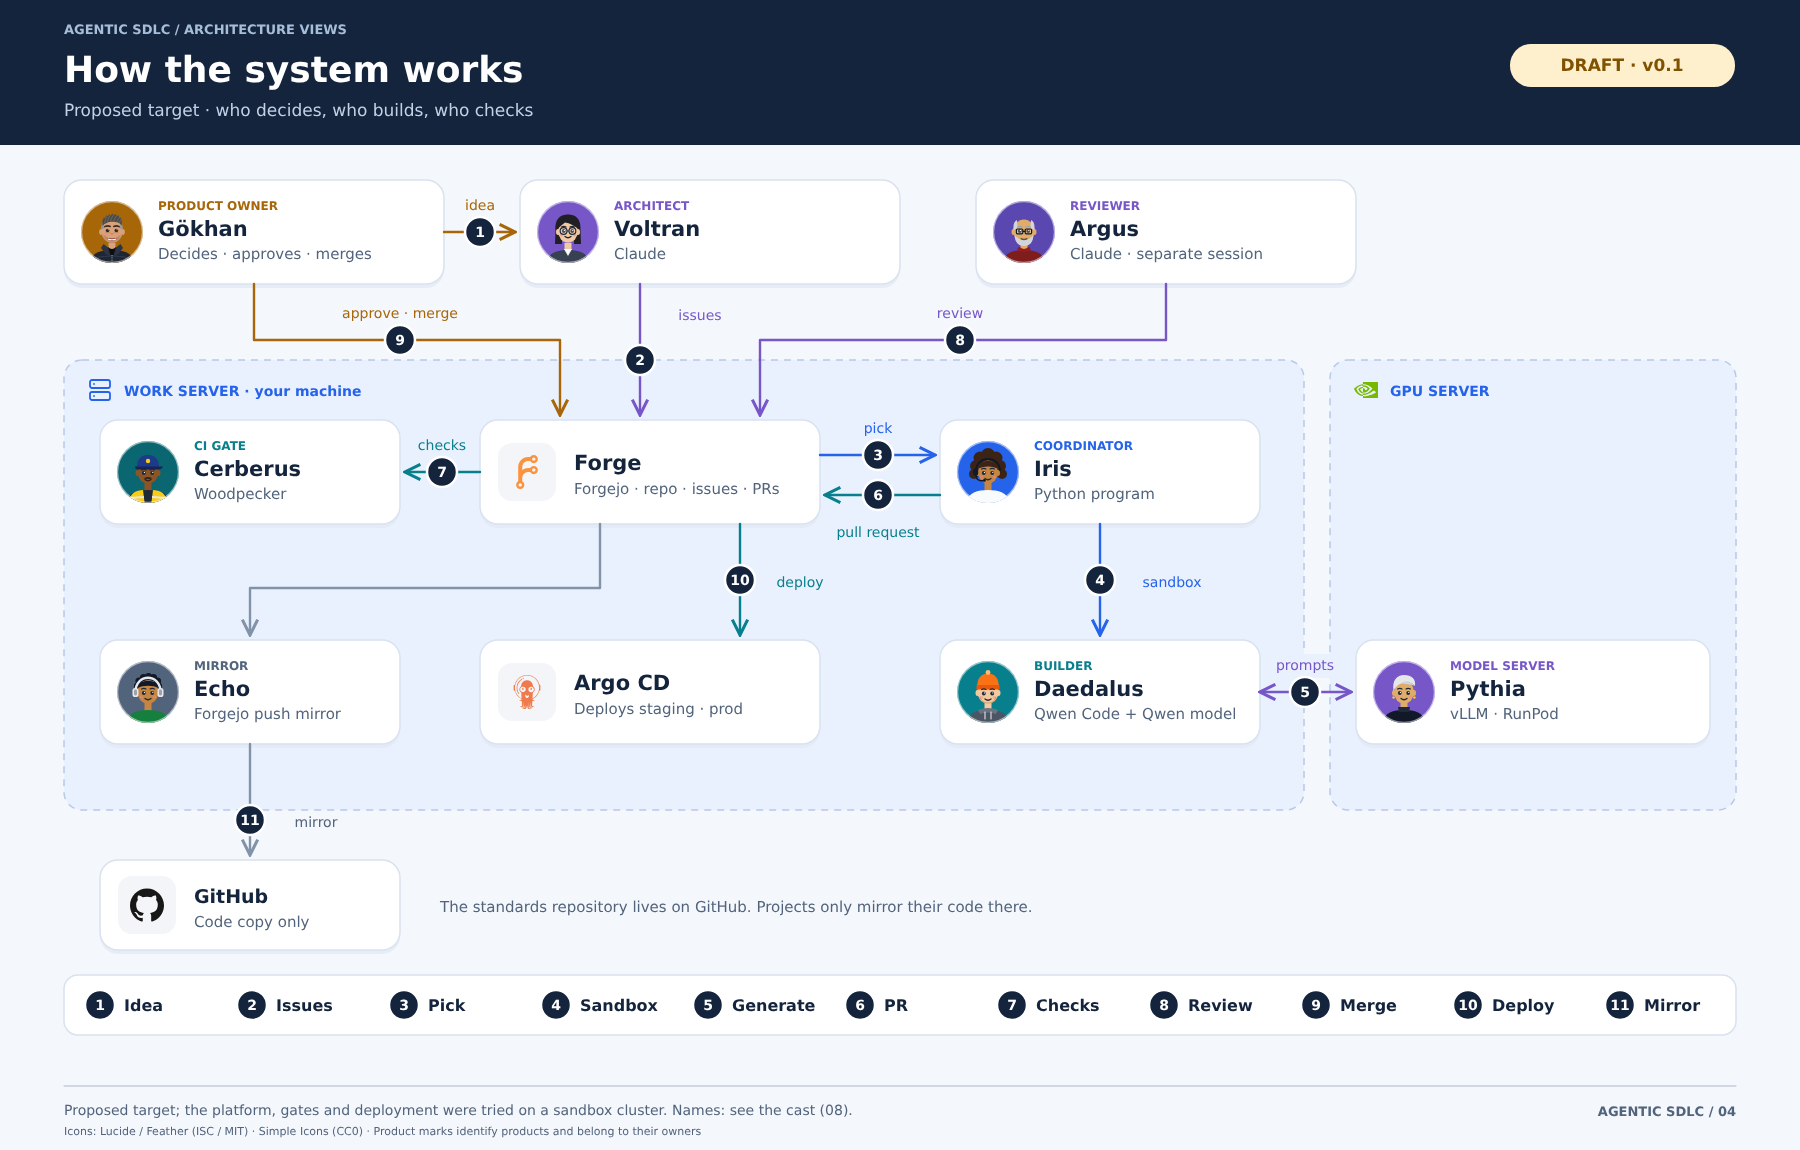 AGENTIC SDLC / ARCHITECTURE VIEWS
How the system works
Proposed target · who decides, who builds, who checks
DRAFT · v0.1
PRODUCT OWNER
Gökhan
Decides · approves · merges
idea
1
ARCHITECT
Voltran
Claude
REVIEWER
Argus
Claude · separate session
approve · merge
9
issues
2
review
8
WORK SERVER · your machine
GPU SERVER
CI GATE
Cerberus
Woodpecker
checks
7
Forge
Forgejo · repo · issues · PRs
pick
3
6
pull request
COORDINATOR
Iris
Python program
10
deploy
4
sandbox
MIRROR
Echo
Forgejo push mirror
Argo CD
Deploys staging · prod
BUILDER
Daedalus
Qwen Code + Qwen model
prompts
5
MODEL SERVER
Pythia
vLLM · RunPod
11
mirror
GitHub
Code copy only
The standards repository lives on GitHub. Projects only mirror their code there.
1 Idea
2 Issues
3 Pick
4 Sandbox
5 Generate
6 PR
7 Checks
8 Review
9 Merge
10 Deploy
11 Mirror
Proposed target; the platform, gates and deployment were tried on a sandbox cluster. Names: see the cast (08).
AGENTIC SDLC / 04
Icons: Lucide / Feather (ISC / MIT) · Simple Icons (CC0) · Product marks identify products and belong to their owners